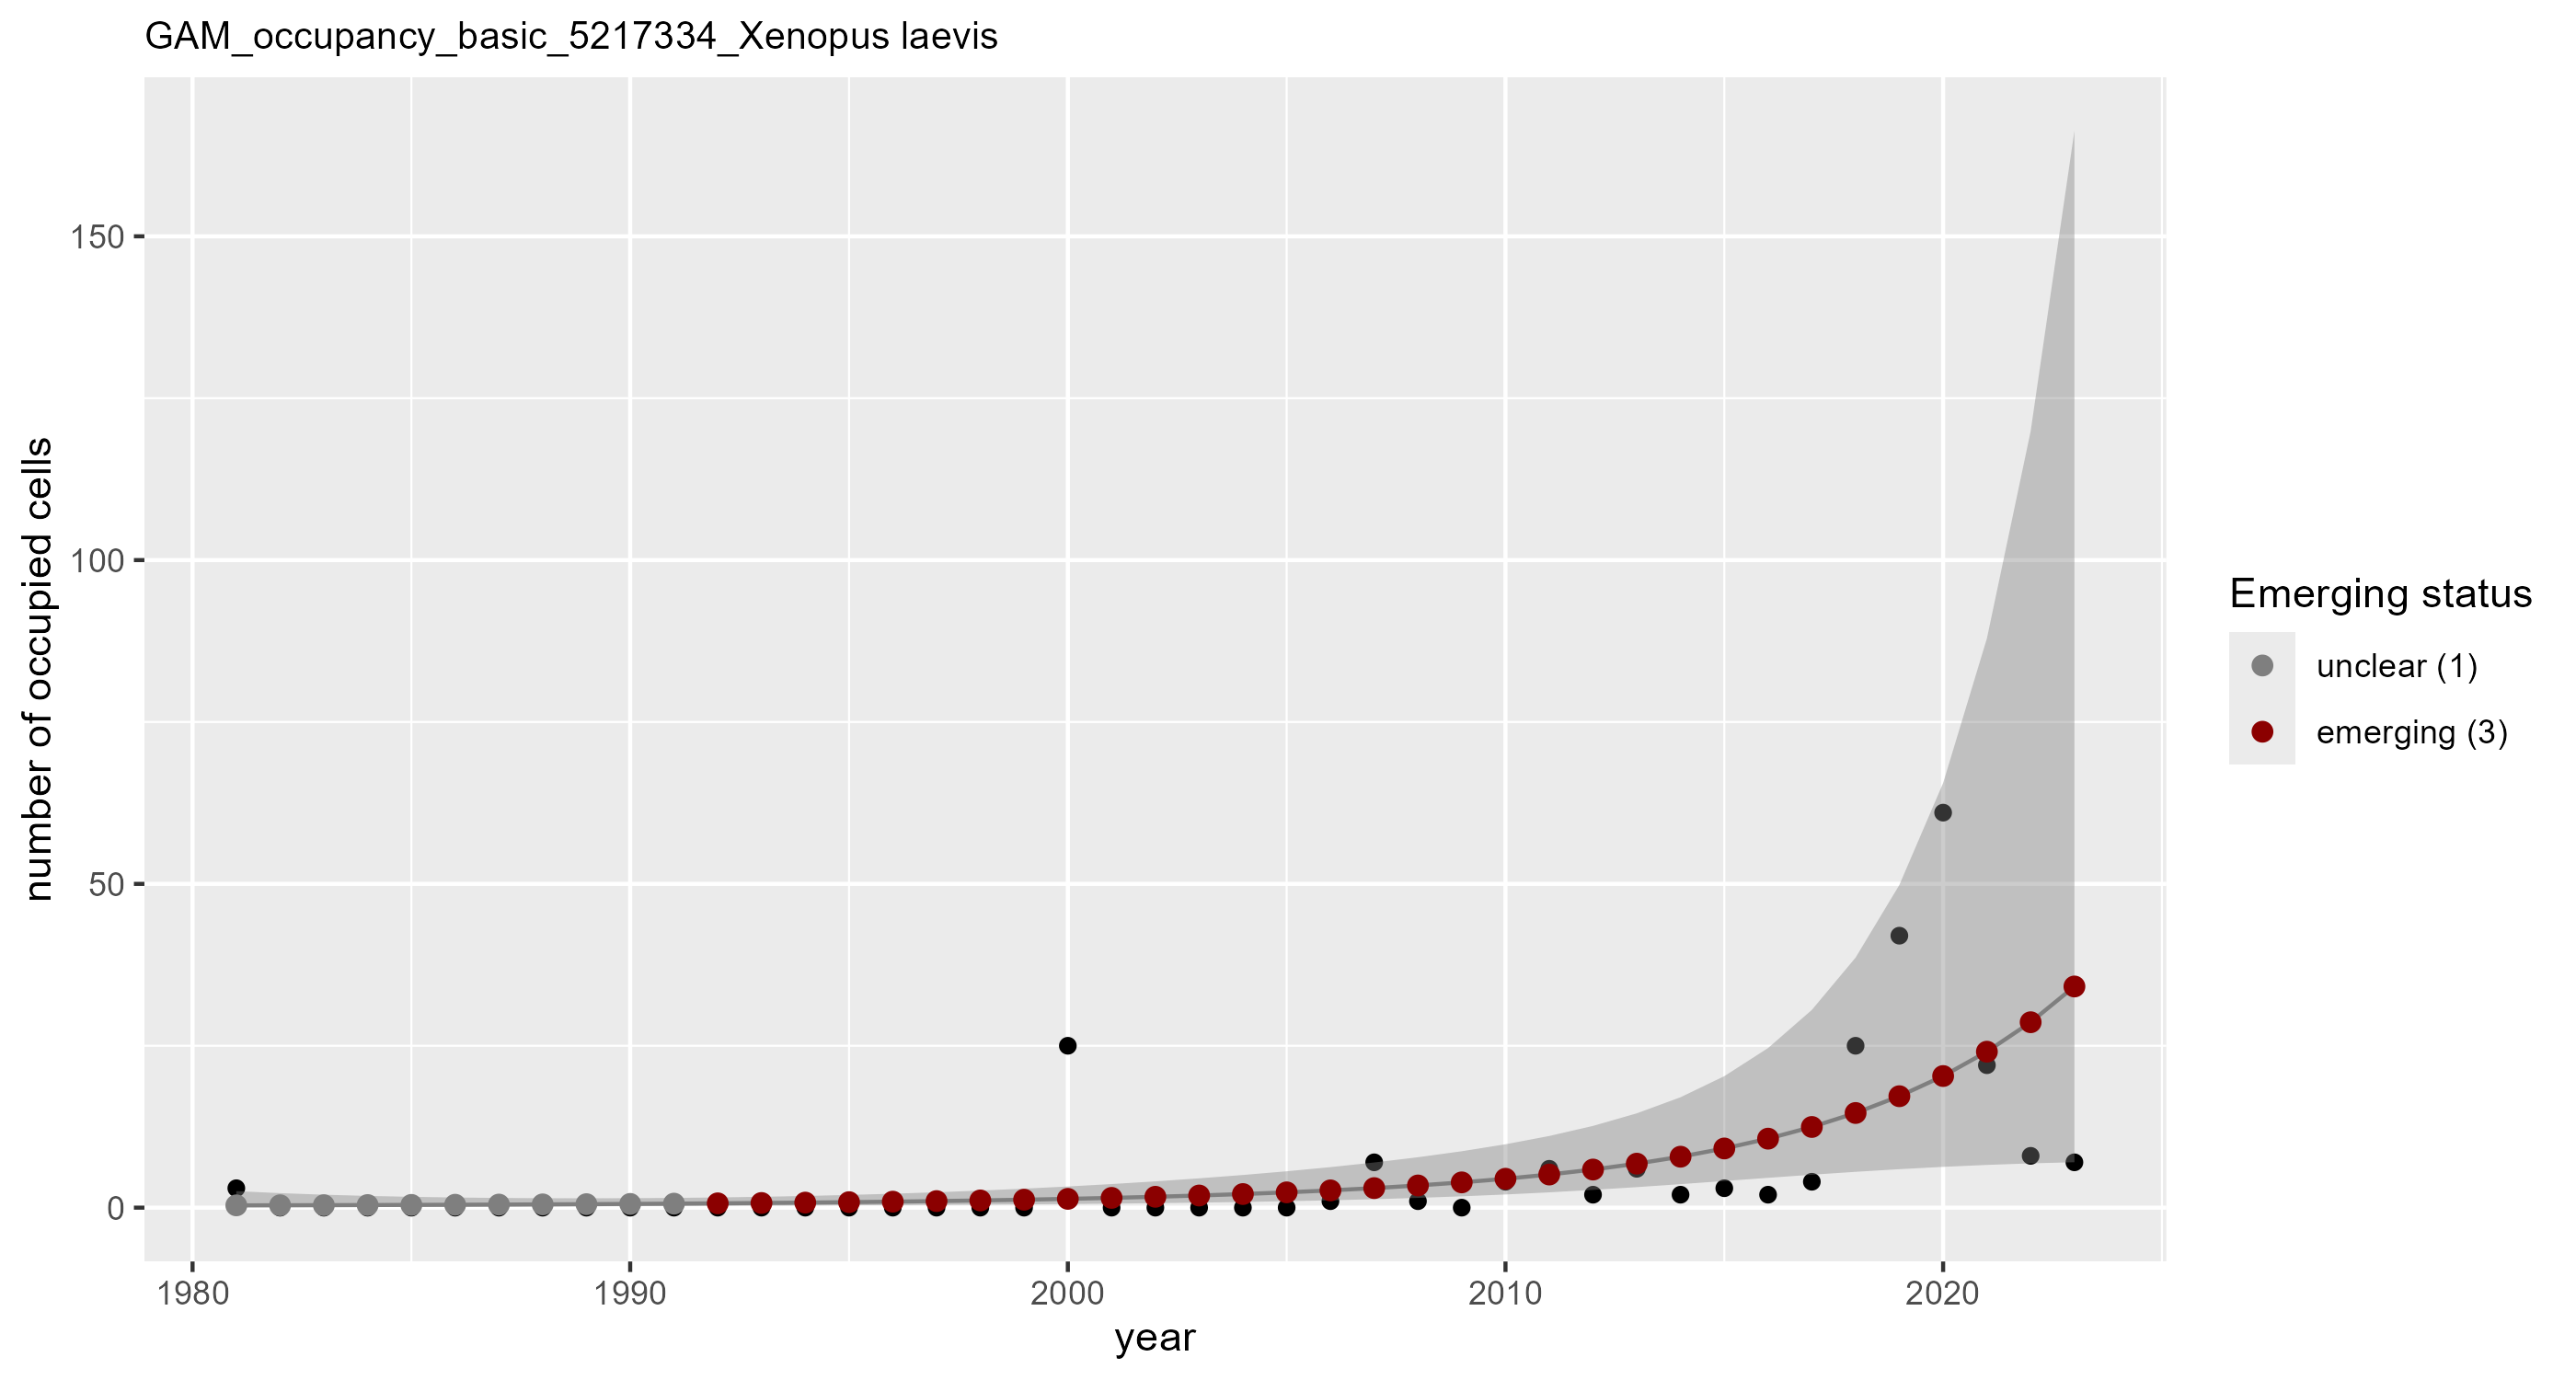 GAM_occupancy_basic_5217334_Xenopus laevis
number of occupied cells
150
100
50
0
1980
1990
2000
2010
2020
year
Emerging status
unclear (1)
emerging (3)